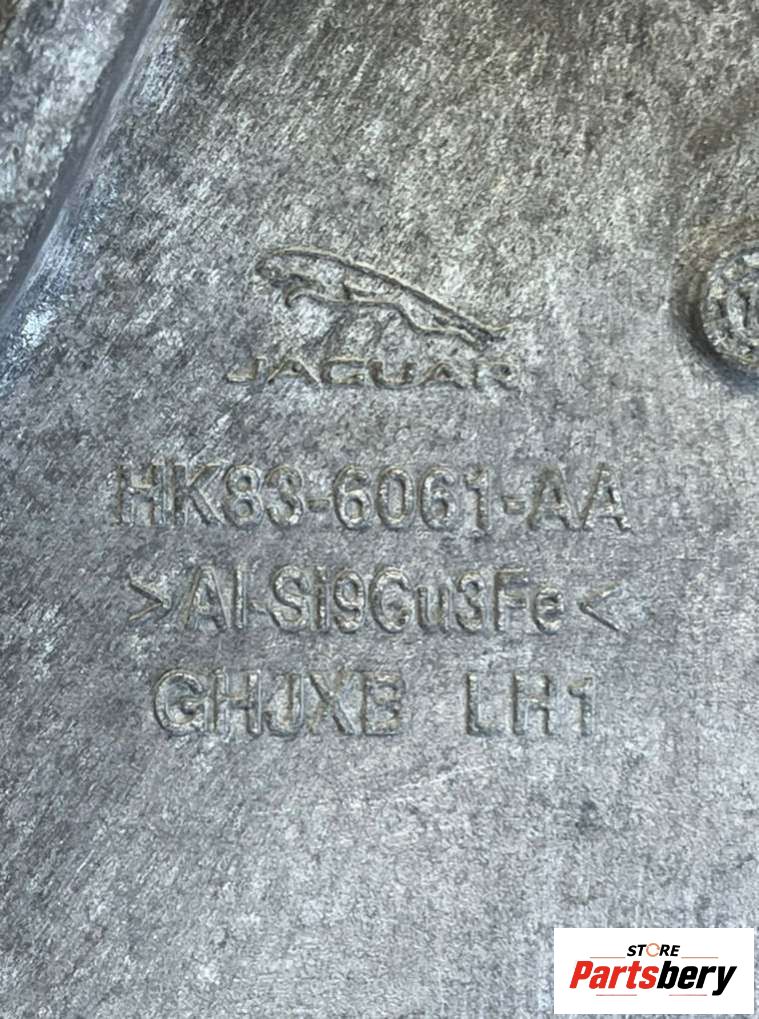 JAGUAR
HK83-6061-AA
>Al-Si9Cu3Fe<
GHJXB LH1
STORE
Partsbery